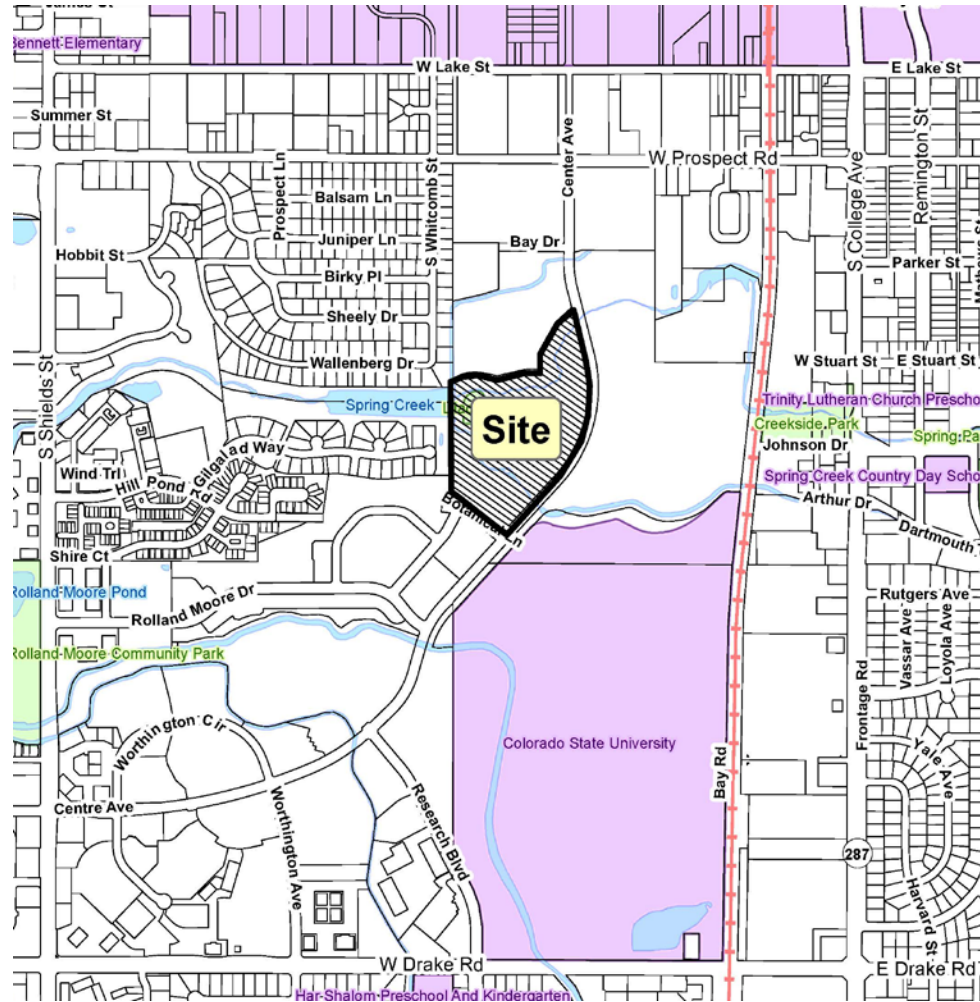 Bennett Elementary
W Lake St
E Lake St
Summer St
Center Ave
Remington St
S College Ave
W Prospect Rd
Prospect Ln
Balsam Ln
S Whitcomb St
Juniper Ln
Bay Dr
Hobbit St
Birky Pl
Parker St
Sheely Dr
Wallenberg Dr
W Stuart St
E Stuart St
S Shields St
Spring Creek
Trinity Lutheran Church Prescho
Site
Creekside Park
Spring Pa
Johnson Dr
Gilgalad Way
Wind Trl
Hill Pond Rd
Spring Creek Country Day Scho
Arthur Dr
Botanical Ln
Dartmouth
Shire Ct
Rolland Moore Pond
Rolland Moore Dr
Rutgers Ave
Vassar Ave
Loyola Ave
Rolland Moore Community Park
Frontage Rd
Worthington Cir
Colorado State University
Yale Ave
Bay Rd
Centre Ave
Research Blvd
Worthington Ave
287
Harvard St
W Drake Rd
E Drake Rd
Har Shalom Preschool And Kindergarten